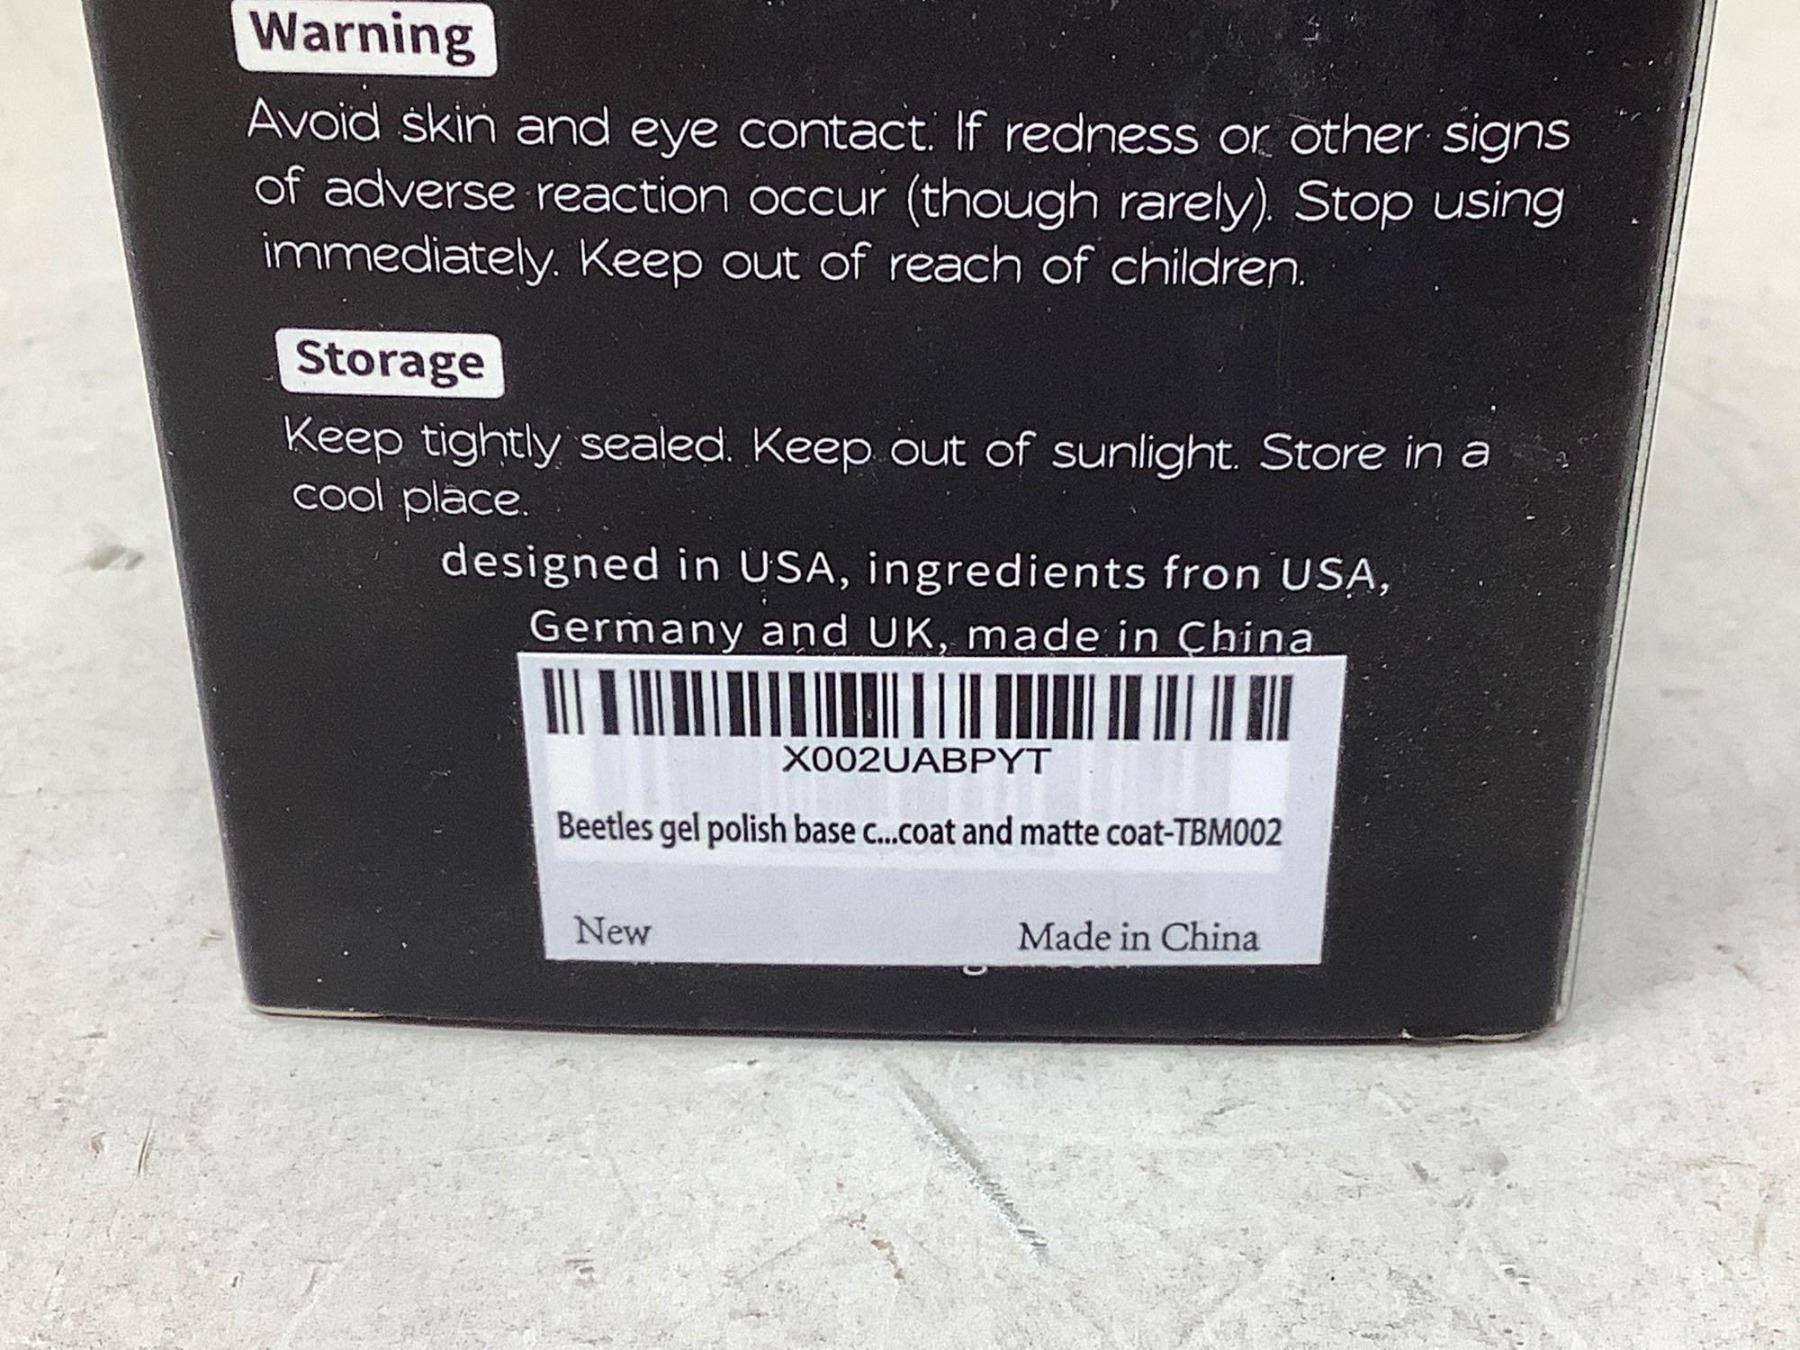 Warning
Avoid skin and eye contact. If redness or other signs
of adverse reaction occur (though rarely). Stop using
immediately. Keep out of reach of children.
Storage
Keep tightly sealed. Keep out of sunlight. Store in a
cool place.
designed in USA, ingredients fron USA,
Germany and UK, made in China
X002UABPYT
Beetles gel polish base c...coat and matte coat-TBM002
New Made in China